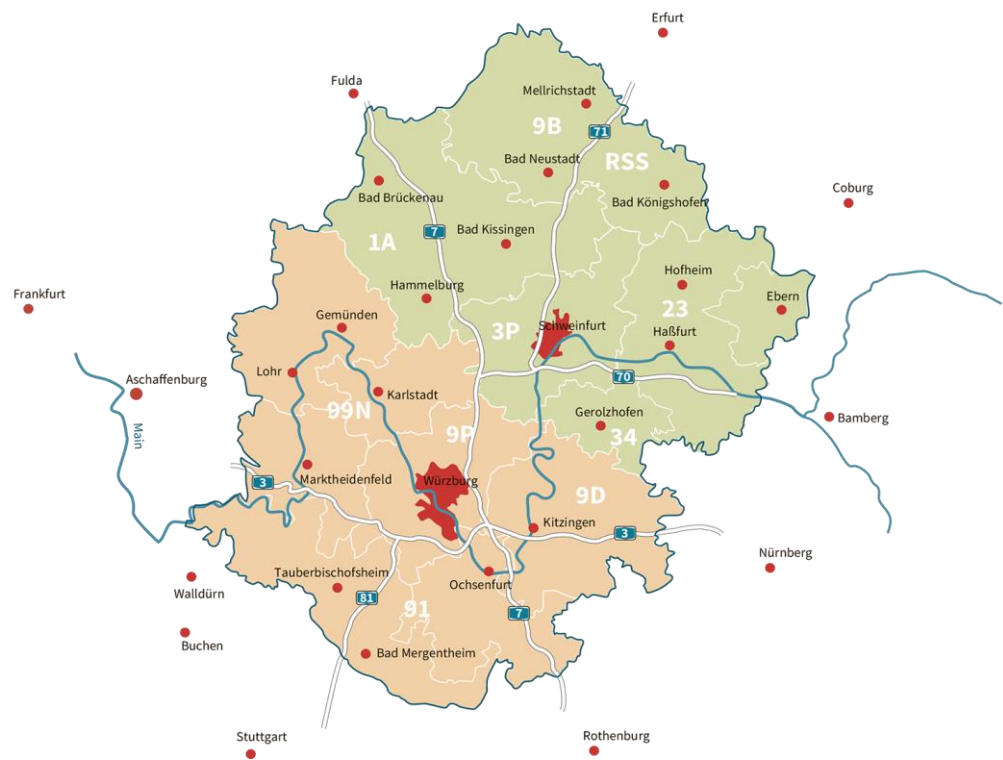 Erfurt
Fulda
Mellrichstadt
9B
71
Bad Neustadt
RSS
Bad Brückenau
Bad Königshofen
Coburg
7
Bad Kissingen
1A
Hofheim
Hammelburg
Frankfurt
Ebern
23
Gemünden
3P
Schweinfurt
Haßfurt
Lohr
70
Aschaffenburg
Karlstadt
99N
Gerolzhofen
Bamberg
Main
9P
34
3
Marktheidenfeld
Würzburg
9D
Kitzingen
3
Nürnberg
Tauberbischofsheim
Ochsenfurt
Walldürn
81
91
7
Buchen
Bad Mergentheim
Stuttgart
Rothenburg